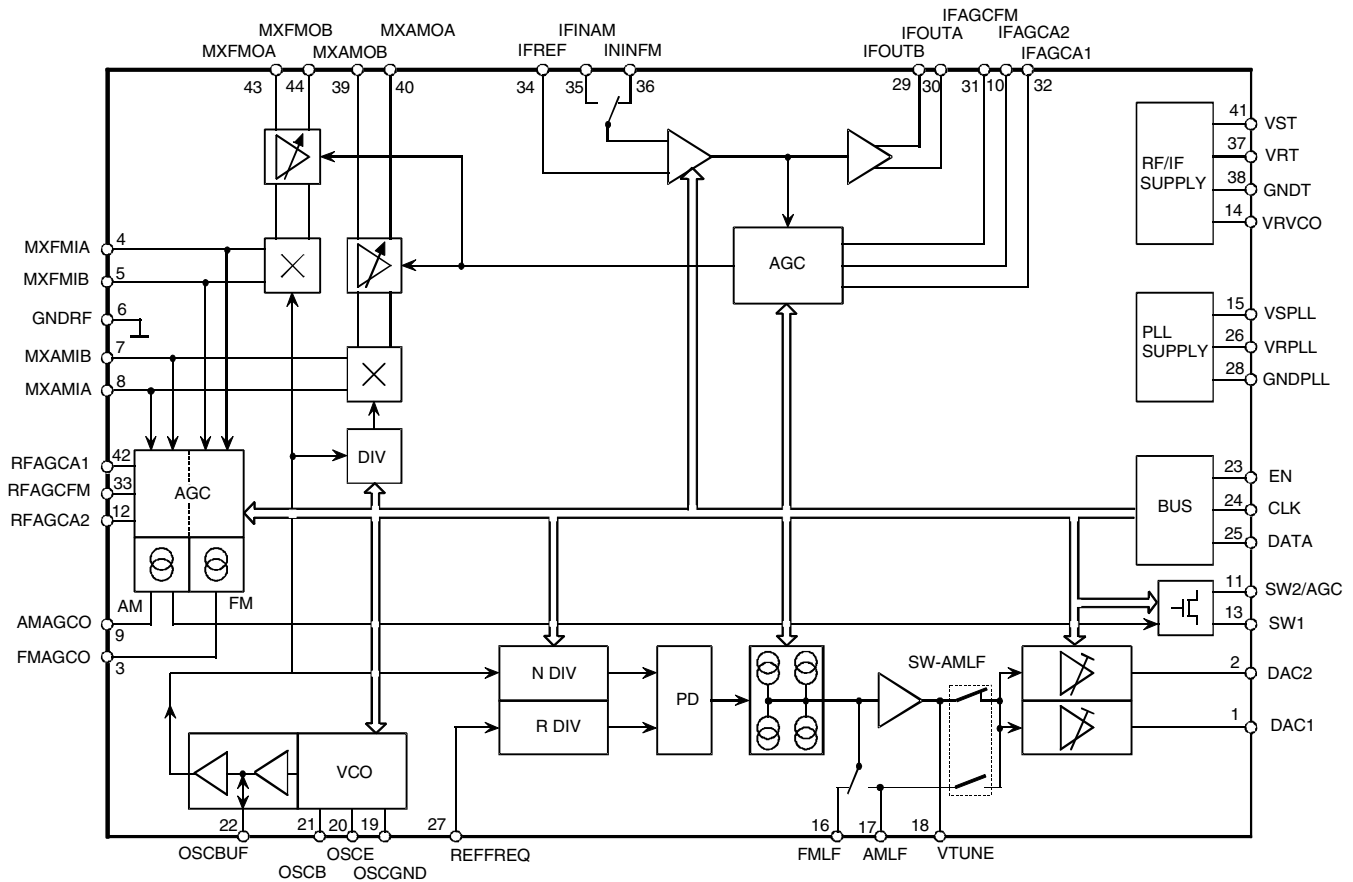 MXFMOB
MXAMOA
MXFMOA
MXAMOB
IFINAM
IFREF
ININFM
IFAGCFM
IFOUTA
IFAGCA2
IFOUTB
IFAGCA1
43
44
39
40
34
35
36
29
30
31
10
32
RF/IF
SUPPLY
41
VST
37
VRT
38
GNDT
14
VRVCO
MXFMIA
4
MXFMIB
5
GNDRF
6
MXAMIB
7
MXAMIA
8
AGC
PLL
SUPPLY
15
VSPLL
26
VRPLL
28
GNDPLL
DIV
RFAGCA1
42
RFAGCFM
33
RFAGCA2
12
AGC
BUS
23
EN
24
CLK
25
DATA
AM
FM
AMAGCO
9
FMAGCO
3
11
SW2/AGC
13
SW1
N DIV
R DIV
PD
SW-AMLF
2
DAC2
1
DAC1
VCO
22
21
20
19
27
16
17
18
OSCBUF
OSCB
OSCE
OSCGND
REFFREQ
FMLF
AMLF
VTUNE